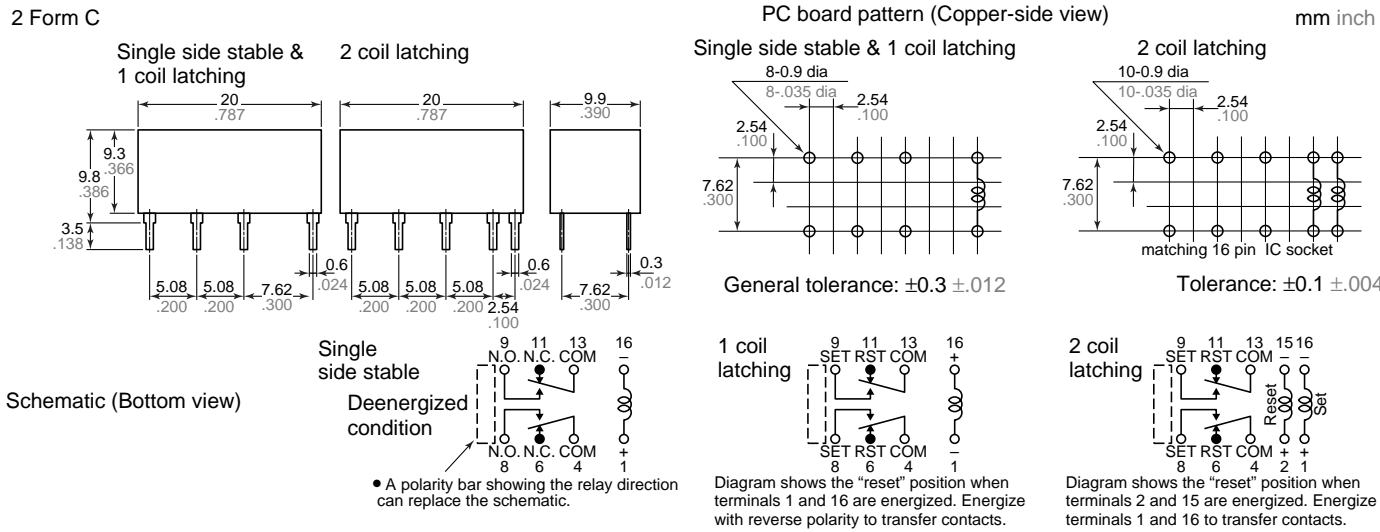 2 Form C
PC board pattern (Copper-side view)
mm inch
Single side stable &
1 coil latching
2 coil latching
20
.787
20
.787
9.9
.390
9.3
.366
9.8
.386
3.5
.138
0.6
.024
0.6
.024
0.3
.012
5.08
.200
5.08
.200
7.62
.300
5.08
.200
5.08
.200
5.08
.200
2.54
.100
7.62
.300
Single side stable & 1 coil latching
8-0.9 dia
8-.035 dia
2.54
.100
2.54
.100
7.62
.300
2 coil latching
10-0.9 dia
10-.035 dia
2.54
.100
2.54
.100
7.62
.300
matching 16 pin IC socket
General tolerance: ±0.3 ±.012
Tolerance: ±0.1 ±.004
Schematic (Bottom view)
Single
side stable
Deenergized
condition
9 11 13 16
N.O. N.C. COM –
N.O. N.C. COM +
8 6 4 1
• A polarity bar showing the relay direction
can replace the schematic.
1 coil
latching
9 11 13 16
SET RST COM +
SET RST COM –
8 6 4 1
Diagram shows the “reset” position when
terminals 1 and 16 are energized. Energize
with reverse polarity to transfer contacts.
2 coil
latching
9 11 13 15 16
SET RST COM – –
Reset
Set
SET RST COM + +
8 6 4 2 1
Diagram shows the “reset” position when
terminals 2 and 15 are energized. Energize
terminals 1 and 16 to transfer contacts.